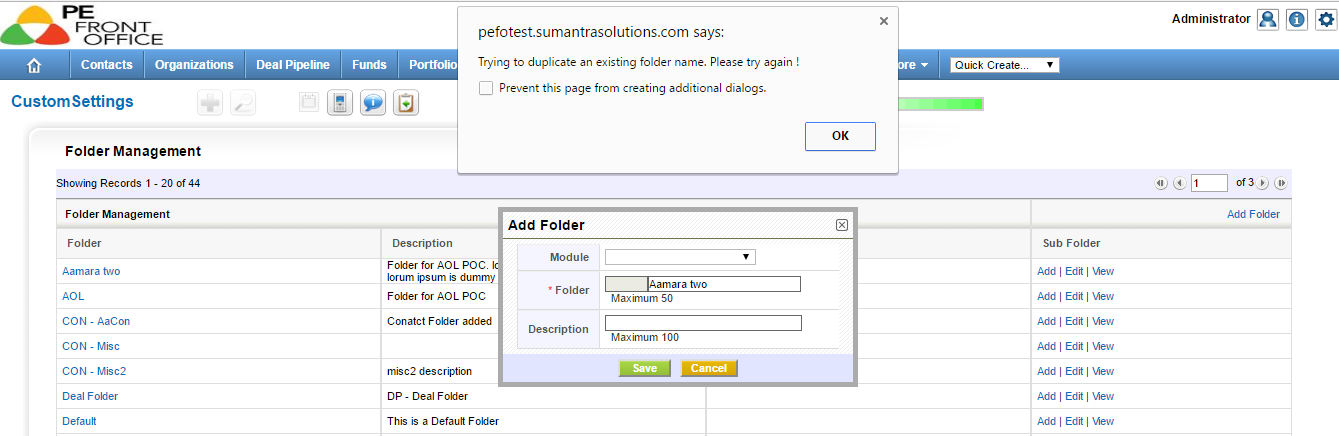 PE
FRONT
OFFICE
Administrator
Contacts
Organizations
Deal Pipeline
Funds
Portfolio
ore
Quick Create...
pefotest.sumantrasolutions.com says:
Trying to duplicate an existing folder name. Please try again !
Prevent this page from creating additional dialogs.
OK
CustomSettings
Folder Management
Showing Records 1 - 20 of 44
1 of 3
Folder Management
Add Folder
Folder
Description
Sub Folder
Aamara two
Folder for AOL POC. lo
lorum ipsum is dummy
Add | Edit | View
AOL
Folder for AOL POC
Add | Edit | View
CON - AaCon
Conatct Folder added
Add | Edit | View
CON - Misc
Add | Edit | View
CON - Misc2
misc2 description
Add | Edit | View
Deal Folder
DP - Deal Folder
Add | Edit | View
Default
This is a Default Folder
Add | Edit | View
Add Folder
Module
* Folder
Aamara two
Maximum 50
Description
Maximum 100
Save
Cancel